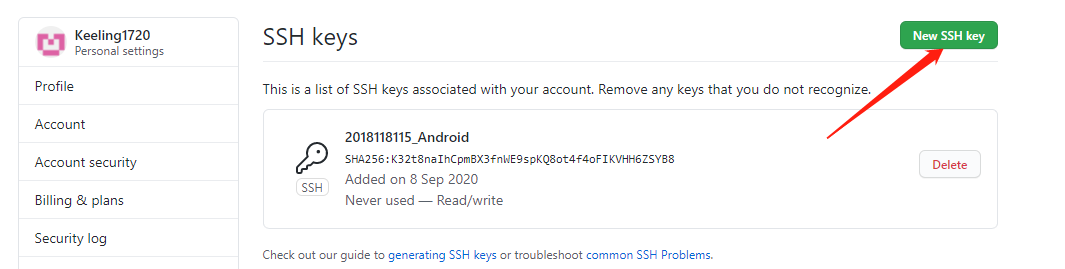 Keeling1720
Personal settings
Profile
Account
Account security
Billing & plans
Security log
SSH keys
New SSH key
This is a list of SSH keys associated with your account. Remove any keys that you do not recognize.
2018118115_Android
SHA256:K32t8naIhCpmBX3fnWE9spKQ8ot4f4oFIKVHH6ZSYB8
Added on 8 Sep 2020
Never used — Read/write
SSH
Delete
Check out our guide to generating SSH keys or troubleshoot common SSH Problems.